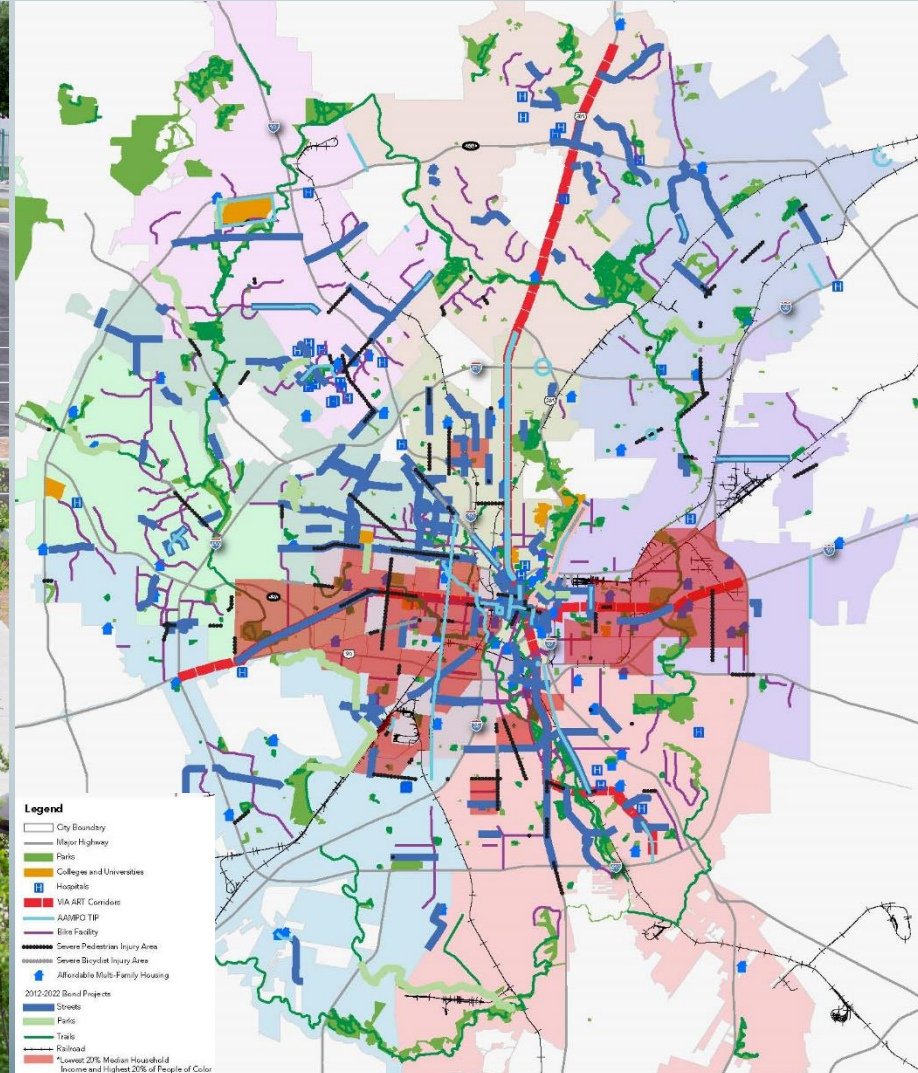 Legend
City Boundary
Major Highway
Parks
Colleges and Universities
H Hospitals
VIA ART Corridors
AAMPO TIP
Bike Facility
Severe Pedestrian Injury Area
Severe Bicyclist Injury Area
Affordable Multi-Family Housing
2012-2022 Bond Projects
Streets
Parks
Trails
Railroad
*Lowest 20% Median Household
Income and Highest 20% of People of Color